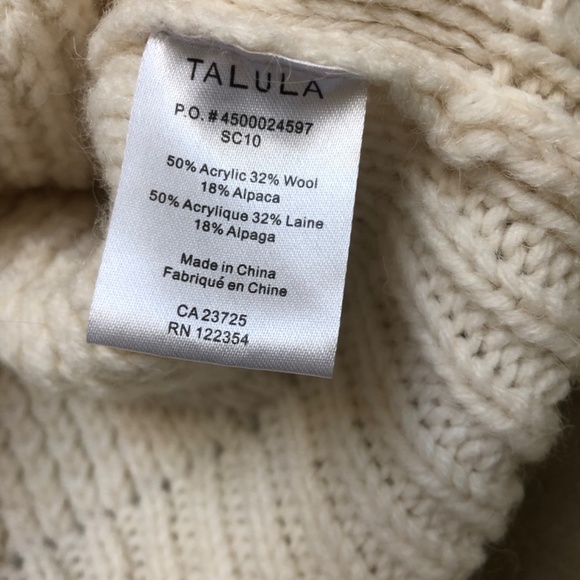 TALULA
P.O. # 4500024597
SC10
50% Acrylic 32% Wool
18% Alpaca
50% Acrylique 32% Laine
18% Alpaga
Made in China
Fabriqué en Chine
CA 23725
RN 122354